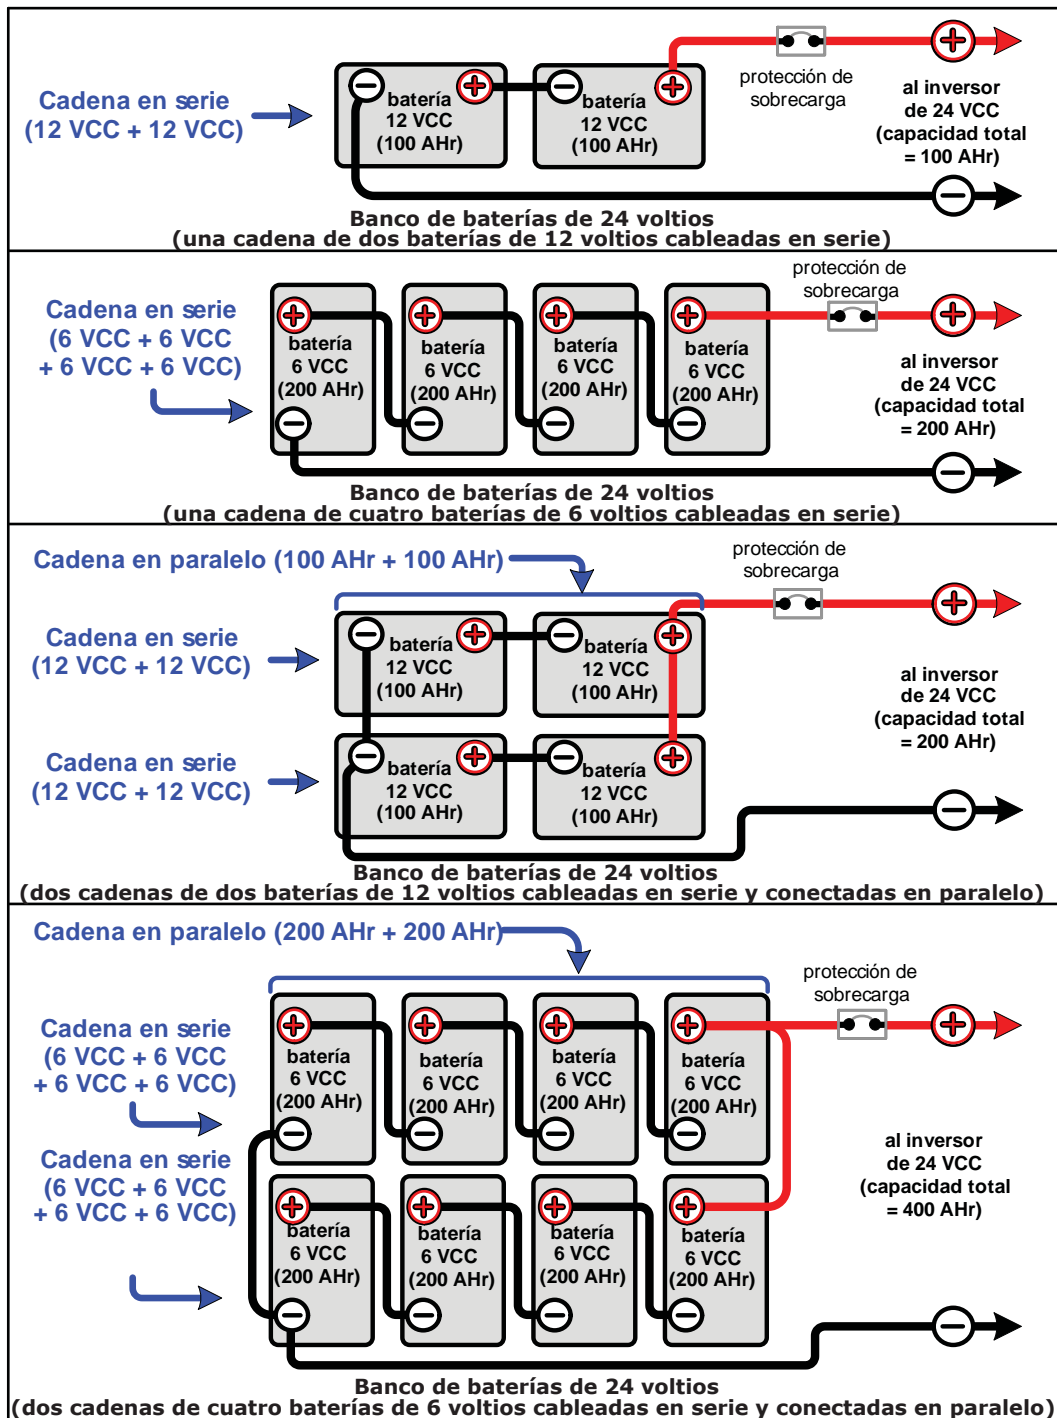 Cadena en serie
(12 VCC + 12 VCC)
batería
12 VCC
(100 AHr)
batería
12 VCC
(100 AHr)
protección de
sobrecarga
al inversor
de 24 VCC
(capacidad total
= 100 AHr)
Banco de baterías de 24 voltios
(una cadena de dos baterías de 12 voltios cableadas en serie)
Cadena en serie
(6 VCC + 6 VCC
+ 6 VCC + 6 VCC)
batería
6 VCC
(200 AHr)
batería
6 VCC
(200 AHr)
batería
6 VCC
(200 AHr)
batería
6 VCC
(200 AHr)
protección de
sobrecarga
al inversor
de 24 VCC
(capacidad total
= 200 AHr)
Banco de baterías de 24 voltios
(una cadena de cuatro baterías de 6 voltios cableadas en serie)
Cadena en paralelo (100 AHr + 100 AHr)
protección de
sobrecarga
Cadena en serie
(12 VCC + 12 VCC)
batería
12 VCC
(100 AHr)
batería
12 VCC
(100 AHr)
al inversor
de 24 VCC
(capacidad total
= 200 AHr)
Cadena en serie
(12 VCC + 12 VCC)
batería
12 VCC
(100 AHr)
batería
12 VCC
(100 AHr)
Banco de baterías de 24 voltios
(dos cadenas de dos baterías de 12 voltios cableadas en serie y conectadas en paralelo)
Cadena en paralelo (200 AHr + 200 AHr)
protección de
sobrecarga
Cadena en serie
(6 VCC + 6 VCC
+ 6 VCC + 6 VCC)
batería
6 VCC
(200 AHr)
batería
6 VCC
(200 AHr)
batería
6 VCC
(200 AHr)
batería
6 VCC
(200 AHr)
al inversor
de 24 VCC
(capacidad total
= 400 AHr)
Cadena en serie
(6 VCC + 6 VCC
+ 6 VCC + 6 VCC)
batería
6 VCC
(200 AHr)
batería
6 VCC
(200 AHr)
batería
6 VCC
(200 AHr)
batería
6 VCC
(200 AHr)
Banco de baterías de 24 voltios
(dos cadenas de cuatro baterías de 6 voltios cableadas en serie y conectadas en paralelo)